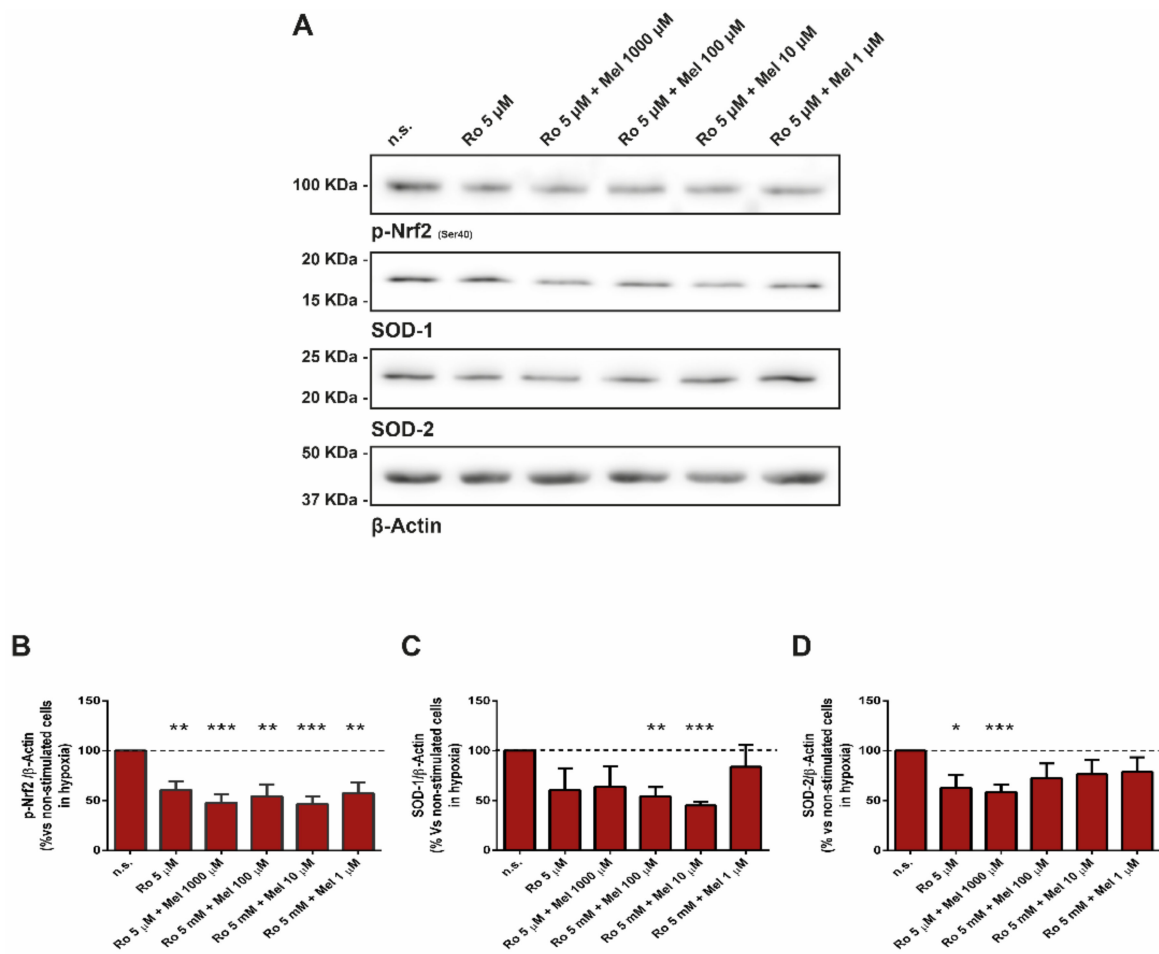 A
n.s.
Ro 5 µM
Ro 5 µM + Mel 1000 µM
Ro 5 µM + Mel 100 µM
Ro 5 µM + Mel 10 µM
Ro 5 µM + Mel 1 µM
100 KDa -
p-Nrf2 (Ser40)
20 KDa -
15 KDa -
SOD-1
25 KDa -
20 KDa -
SOD-2
50 KDa -
37 KDa -
β-Actin
B
p-Nrf2 /β-Actin
(%vs non-stimulated cells
in hypoxia)
150
100
50
0
** *** ** *** **
n.s.
Ro 5 µM
Ro 5 µM + Mel 1000 µM
Ro 5 mM + Mel 100 µM
Ro 5 mM + Mel 10 µM
Ro 5 mM + Mel 1 µM
C
SOD-1/β-Actin
(% Vs non-stimulated cells
in hypoxia)
150
100
50
0
** ***
n.s.
Ro 5 µM
Ro 5 µM + Mel 1000 µM
Ro 5 mM + Mel 100 µM
Ro 5 mM + Mel 10 µM
Ro 5 mM + Mel 1 µM
D
SOD-2/β-Actin
(% vs non-stimulated cells
in hypoxia)
150
100
50
0
* ***
n.s.
Ro 5 µM
Ro 5 µM + Mel 1000 µM
Ro 5 mM + Mel 100 µM
Ro 5 mM + Mel 10 µM
Ro 5 mM + Mel 1 µM